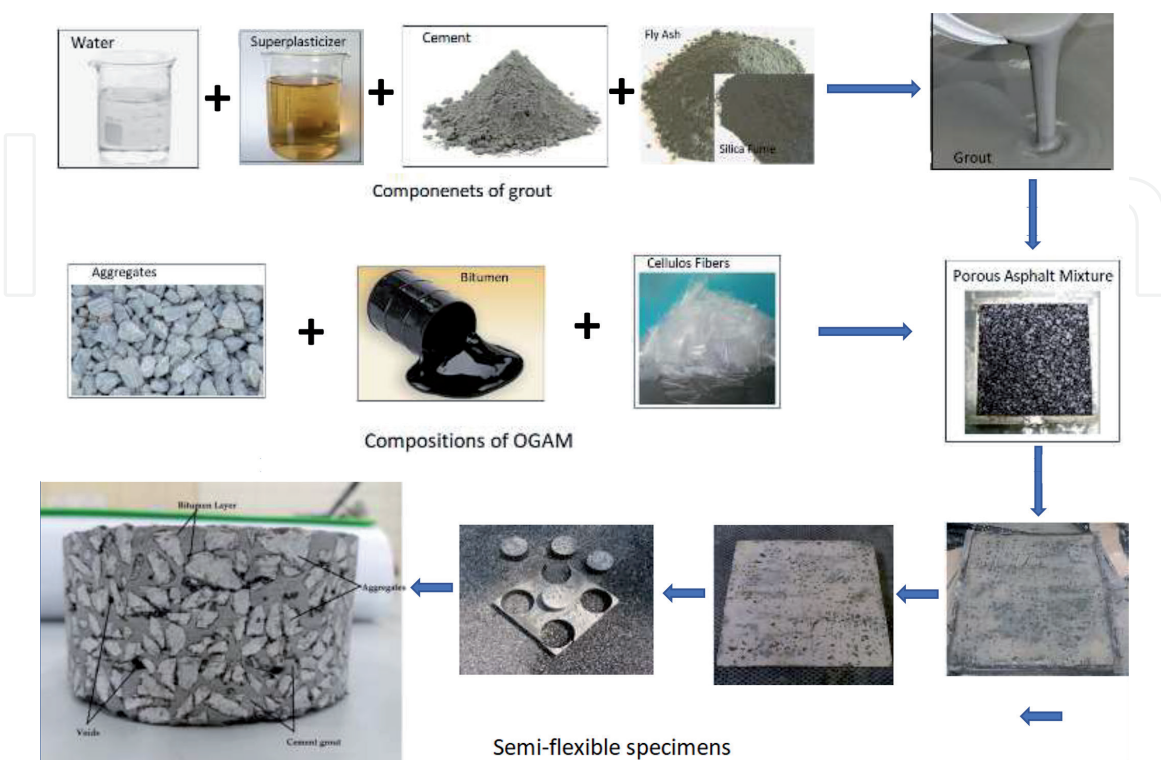 Water
Superplasticizer
Cement
Fly Ash
Silica Fume
Grout
Componenets of grout
Aggregates
Bitumen
Cellulos Fibers
Porous Asphalt Mixture
Compositions of OGAM
Bitumen Layer
Aggregates
Voids
Cement grout
Semi-flexible specimens